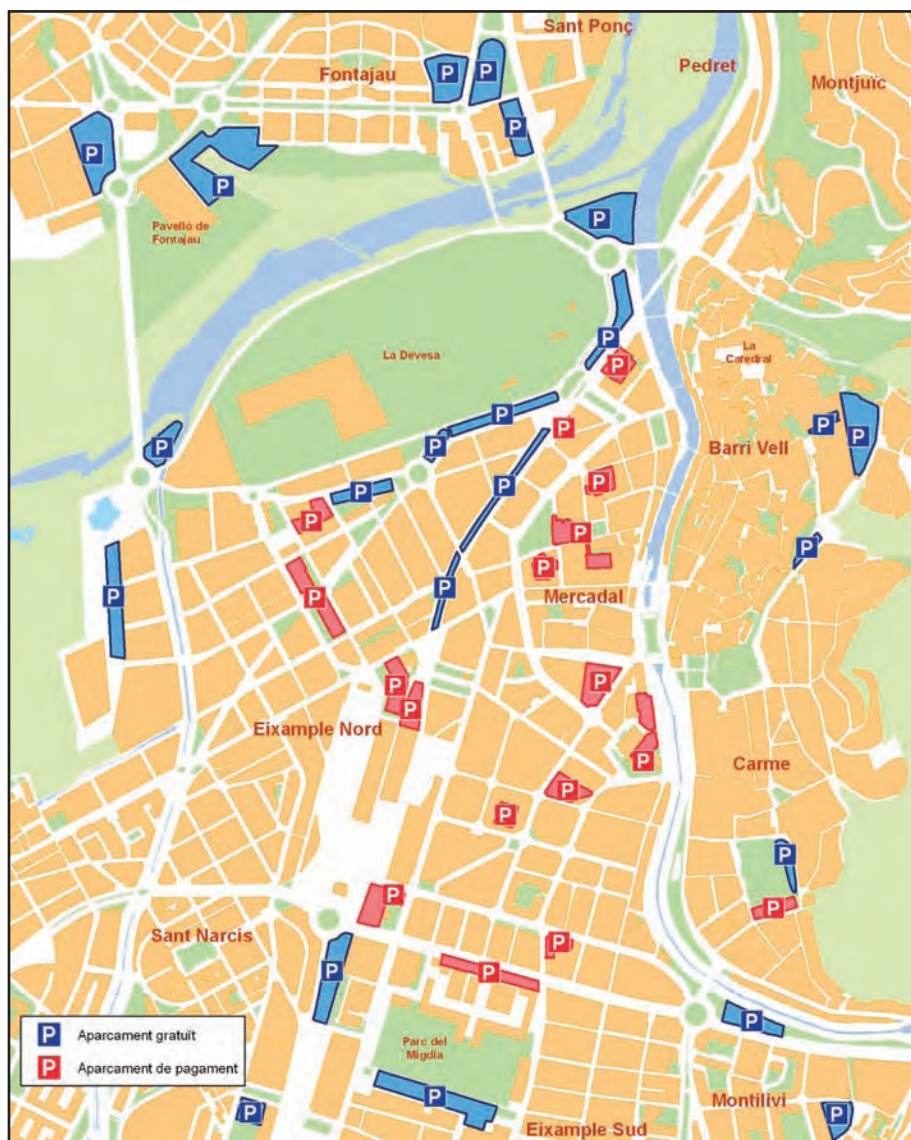 Sant Ponç
Fontajau
Pedret
Montjuïc
P
P
P
P
P
P
Pavelló de
Fontajau
La Devesa
La
Catedral
P
P
P
P
P
P
P
Barri Vell
P
P
P
P
P
P
P
P
P
P
P
Mercadal
P
P
P
P
Eixample Nord
P
Carme
P
P
P
P
P
P
Sant Narcis
P
P
P
P
Parc del
Migdia
P
P Aparcament gratuït
P Aparcament de pagament
P
P
P
Montilivi
Eixample Sud